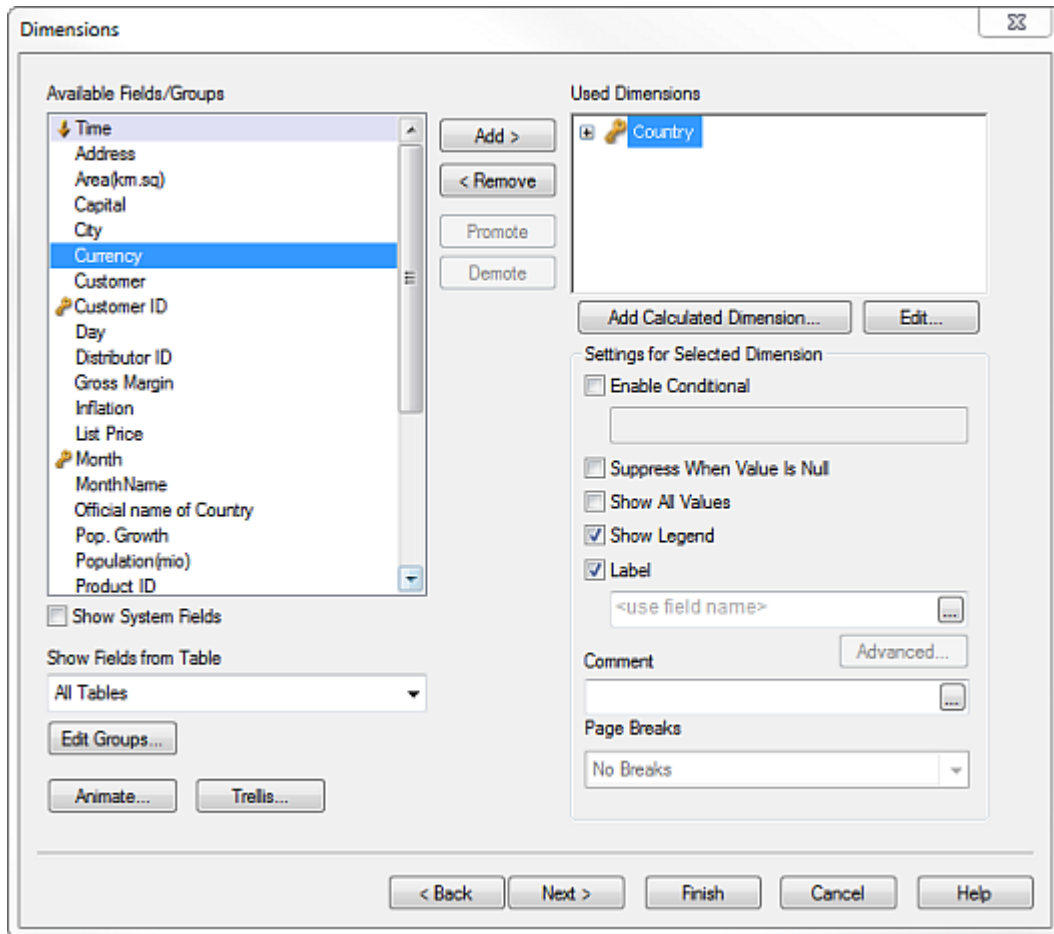 Dimensions
Available Fields/Groups
Time
Address
Area(km.sq)
Capital
City
Currency
Customer
Customer ID
Day
Distributor ID
Gross Margin
Inflation
List Price
Month
MonthName
Official name of Country
Pop. Growth
Population(mio)
Product ID
Show System Fields
Show Fields from Table
All Tables
Edit Groups...
Animate...
Trellis...
Add >
< Remove
Promote
Demote
Used Dimensions
Country
Add Calculated Dimension...
Edit...
Settings for Selected Dimension
Enable Conditional
Suppress When Value Is Null
Show All Values
Show Legend
Label
<use field name>
...
Advanced...
Comment
...
Page Breaks
No Breaks
< Back
Next >
Finish
Cancel
Help